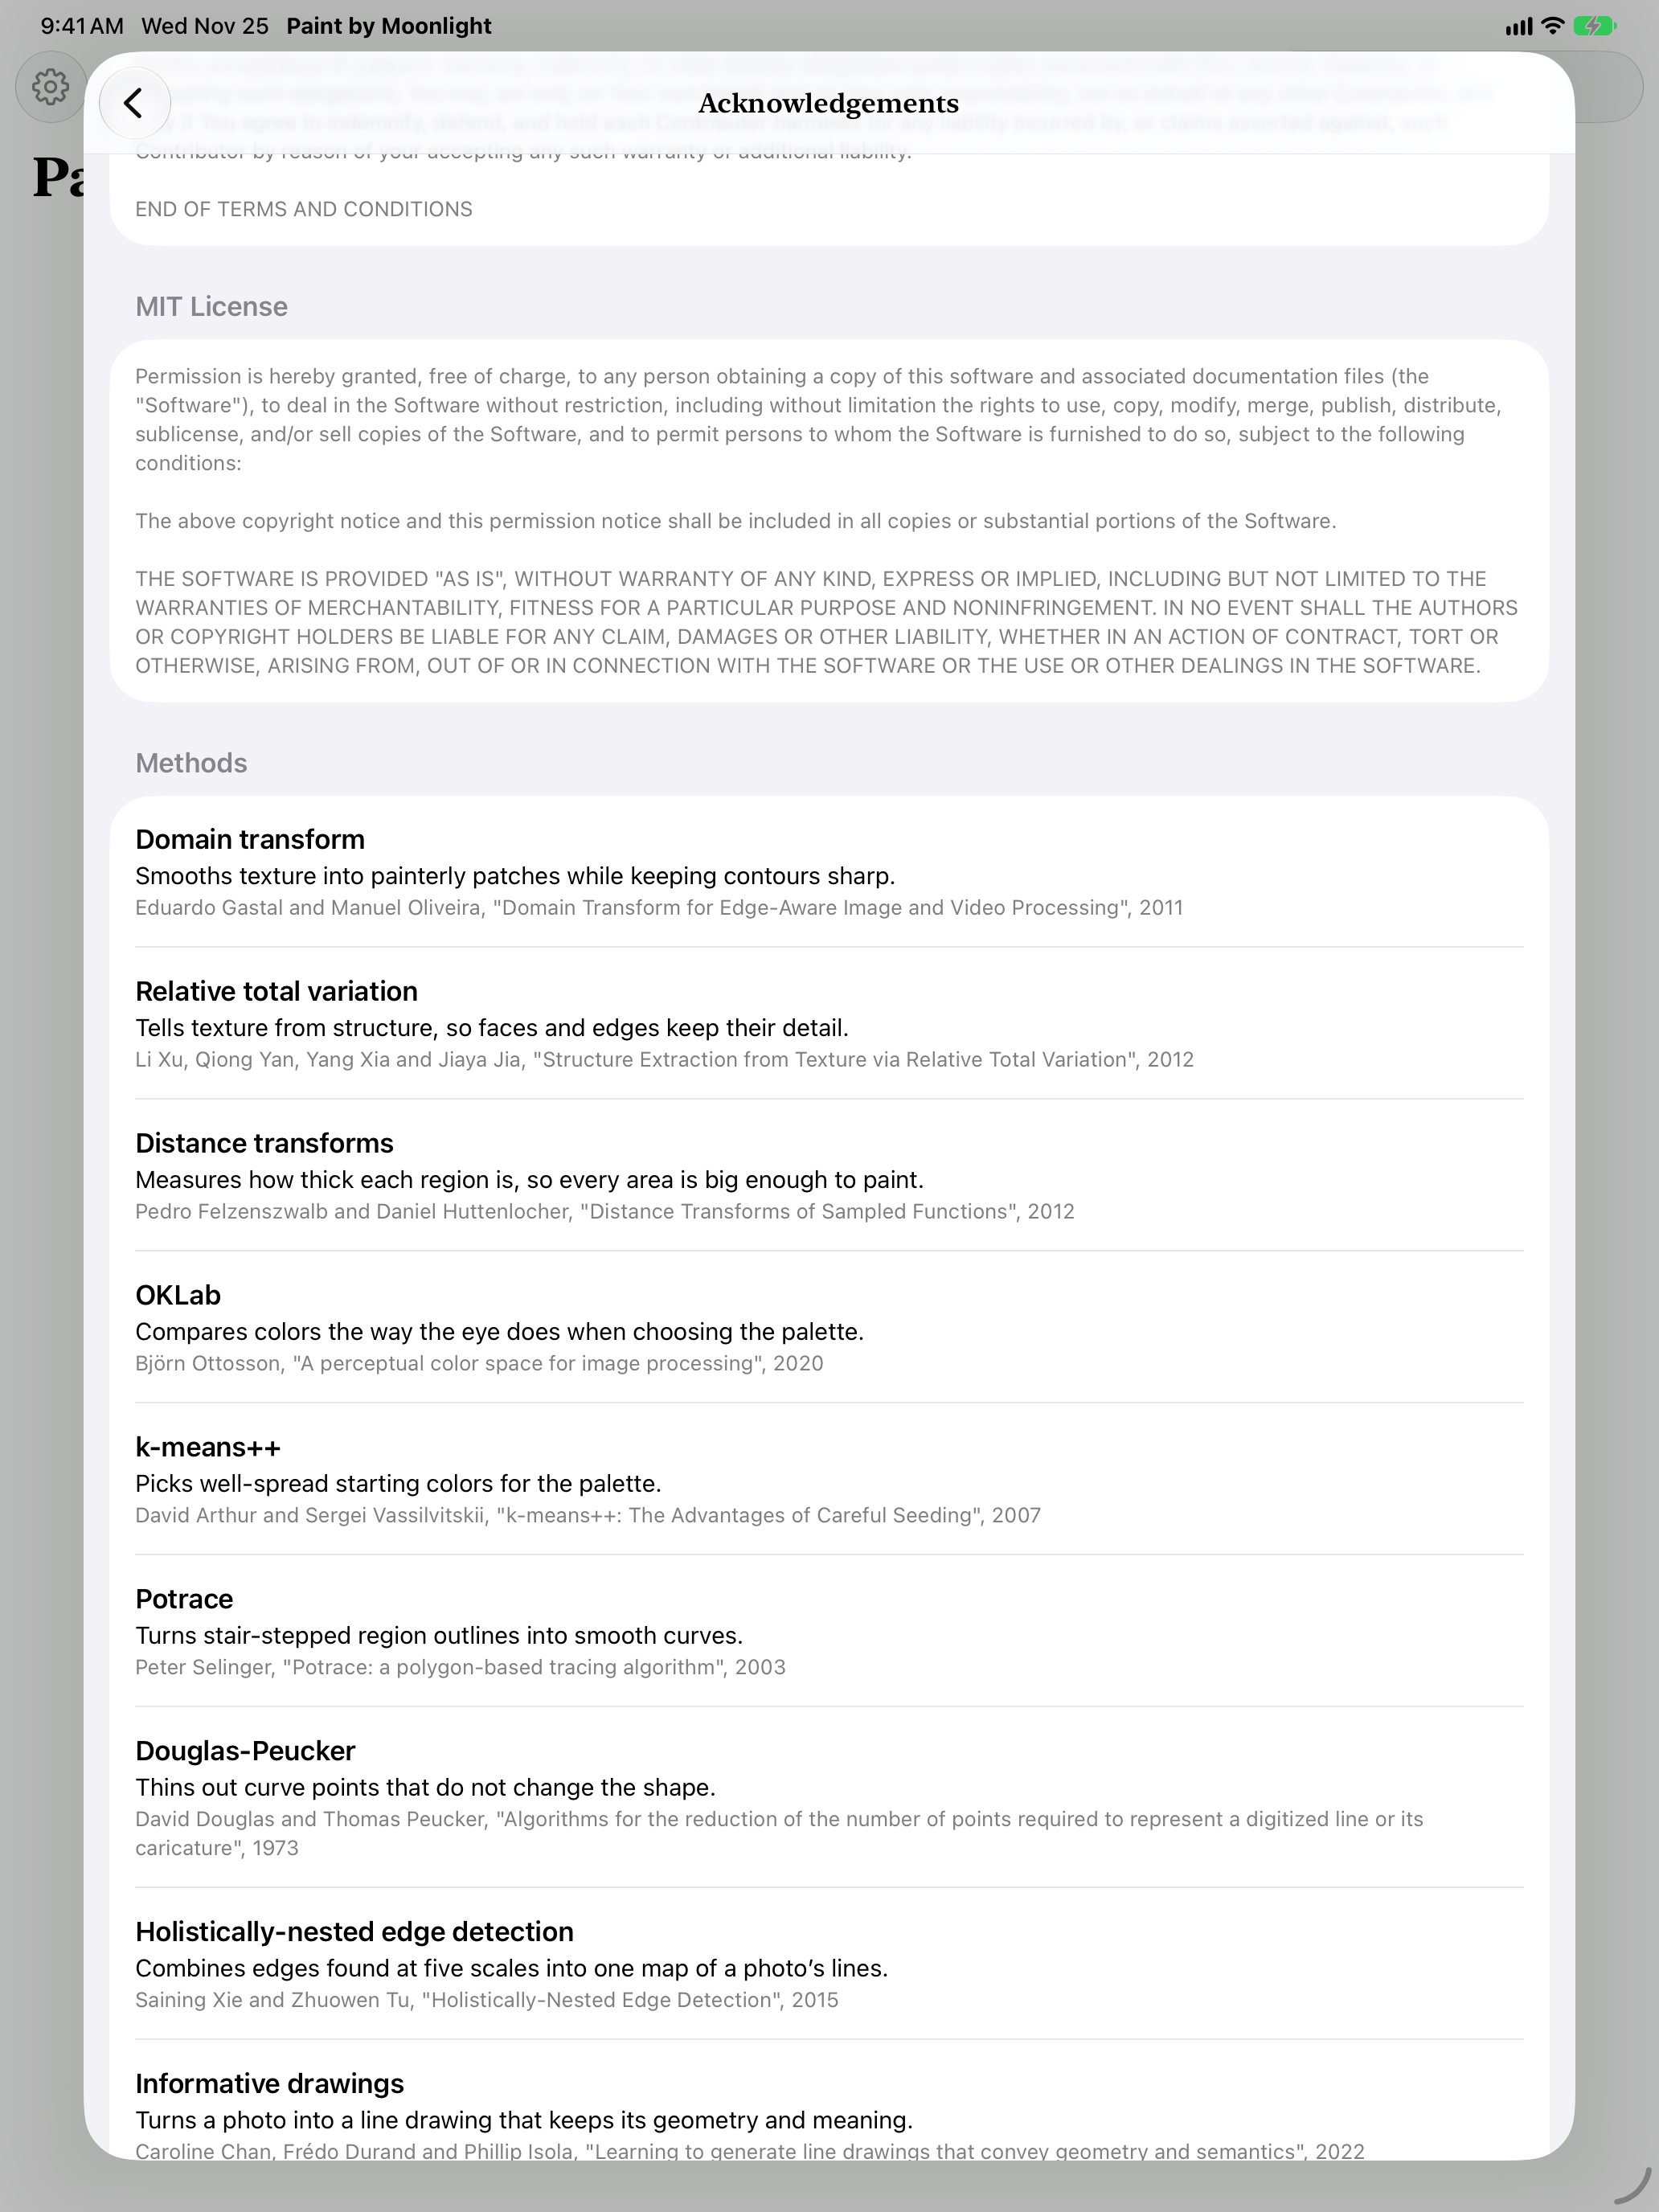 9:41 AM Wed Nov 25 Paint by Moonlight
Acknowledgements
Pa
y if You agree to indemnify, defend, and hold each Contributor harmless for any liability incurred by, or claims asserted against, such
Contributor by reason of your accepting any such warranty or additional liability.
END OF TERMS AND CONDITIONS
MIT License
Permission is hereby granted, free of charge, to any person obtaining a copy of this software and associated documentation files (the
"Software"), to deal in the Software without restriction, including without limitation the rights to use, copy, modify, merge, publish, distribute,
sublicense, and/or sell copies of the Software, and to permit persons to whom the Software is furnished to do so, subject to the following
conditions:
The above copyright notice and this permission notice shall be included in all copies or substantial portions of the Software.
THE SOFTWARE IS PROVIDED "AS IS", WITHOUT WARRANTY OF ANY KIND, EXPRESS OR IMPLIED, INCLUDING BUT NOT LIMITED TO THE
WARRANTIES OF MERCHANTABILITY, FITNESS FOR A PARTICULAR PURPOSE AND NONINFRINGEMENT. IN NO EVENT SHALL THE AUTHORS
OR COPYRIGHT HOLDERS BE LIABLE FOR ANY CLAIM, DAMAGES OR OTHER LIABILITY, WHETHER IN AN ACTION OF CONTRACT, TORT OR
OTHERWISE, ARISING FROM, OUT OF OR IN CONNECTION WITH THE SOFTWARE OR THE USE OR OTHER DEALINGS IN THE SOFTWARE.
Methods
Domain transform
Smooths texture into painterly patches while keeping contours sharp.
Eduardo Gastal and Manuel Oliveira, "Domain Transform for Edge-Aware Image and Video Processing", 2011
Relative total variation
Tells texture from structure, so faces and edges keep their detail.
Li Xu, Qiong Yan, Yang Xia and Jiaya Jia, "Structure Extraction from Texture via Relative Total Variation", 2012
Distance transforms
Measures how thick each region is, so every area is big enough to paint.
Pedro Felzenszwalb and Daniel Huttenlocher, "Distance Transforms of Sampled Functions", 2012
OKLab
Compares colors the way the eye does when choosing the palette.
Björn Ottosson, "A perceptual color space for image processing", 2020
k-means++
Picks well-spread starting colors for the palette.
David Arthur and Sergei Vassilvitskii, "k-means++: The Advantages of Careful Seeding", 2007
Potrace
Turns stair-stepped region outlines into smooth curves.
Peter Selinger, "Potrace: a polygon-based tracing algorithm", 2003
Douglas-Peucker
Thins out curve points that do not change the shape.
David Douglas and Thomas Peucker, "Algorithms for the reduction of the number of points required to represent a digitized line or its
caricature", 1973
Holistically-nested edge detection
Combines edges found at five scales into one map of a photo’s lines.
Saining Xie and Zhuowen Tu, "Holistically-Nested Edge Detection", 2015
Informative drawings
Turns a photo into a line drawing that keeps its geometry and meaning.
Caroline Chan, Frédo Durand and Phillip Isola, "Learning to generate line drawings that convey geometry and semantics", 2022